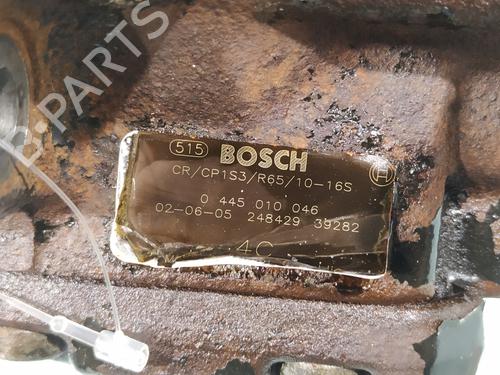 B-PARTS
515 BOSCH
CR/CP1S3/R65/10-16S H
0 445 010 046
02-06-05 248429 39282
4C